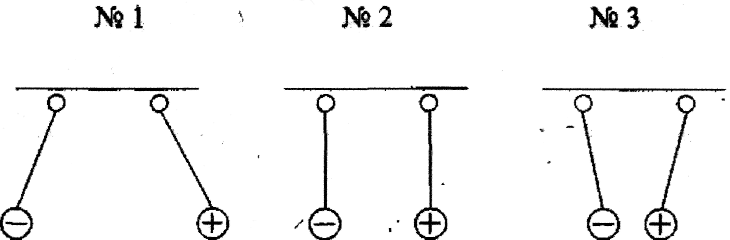 № 1 № 2 № 3
− + − + − +